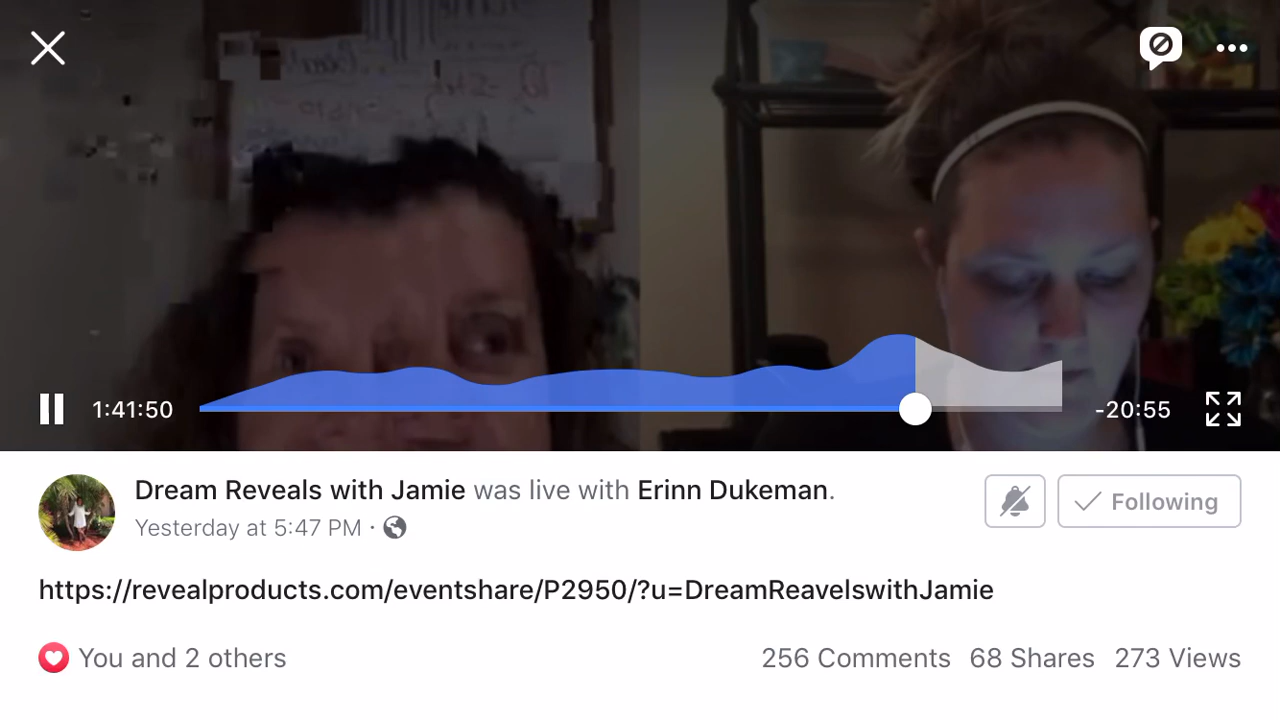 1:41:50
-20:55
Dream Reveals with Jamie was live with Erinn Dukeman.
Yesterday at 5:47 PM ·
Following
https://revealproducts.com/eventshare/P2950/?u=DreamReavelswithJamie
You and 2 others
256 Comments 68 Shares 273 Views